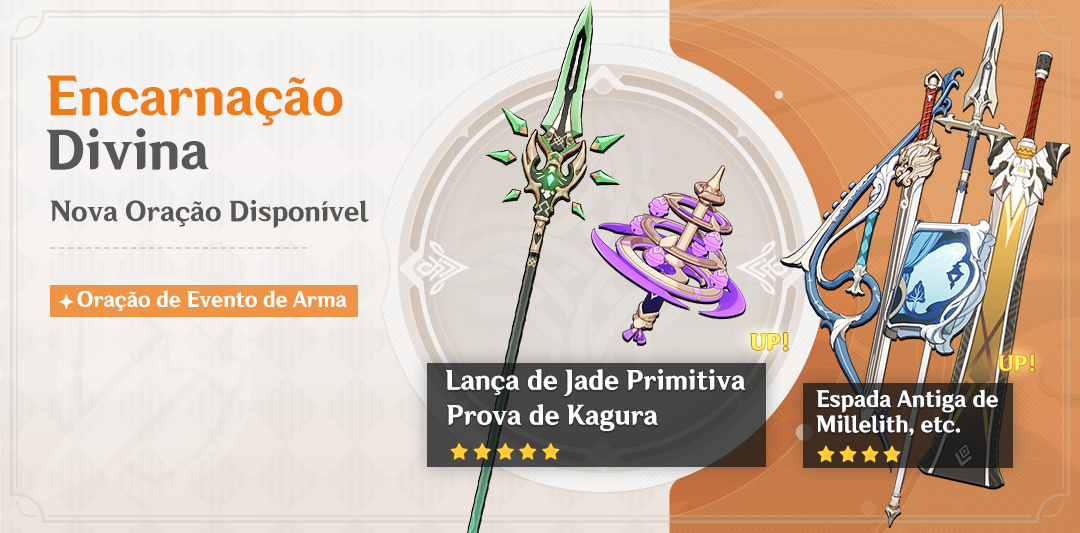 Encarnação
Divina
Nova Oração Disponível
Oração de Evento de Arma
UP!
Lança de Jade Primitiva
Prova de Kagura
UP!
Espada Antiga de
Millelith, etc.